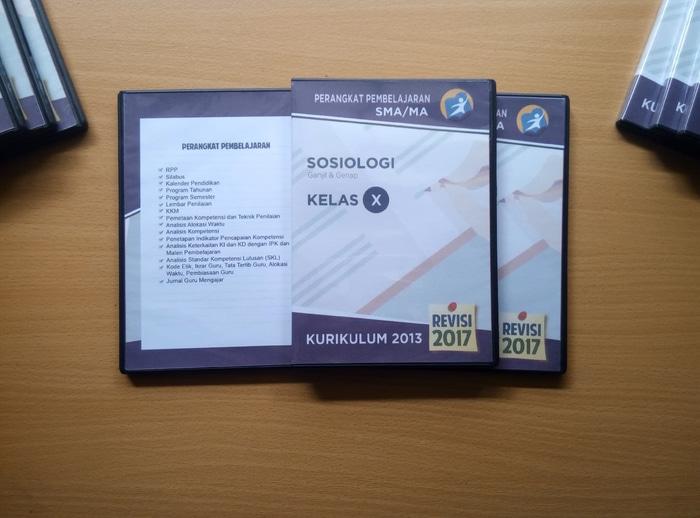 PERANGKAT PEMBELAJARAN
RPP
Silabus
Kalender Pendidikan
Program Tahunan
Program Semester
Lembar Penilaian
KKM
Pemetaan Kompetensi dan Teknik Penilaian
Analisis Alokasi Waktu
Analisis Kompetensi
Penetapan Indikator Pencapaian Kompetensi
Analisis Keterkaitan KI dan KD dengan IPK dan
Materi Pembelajaran
Analisis Standar Kompetensi Lulusan (SKL)
Kode Etik, Ikrar Guru, Tata Tertib Guru, Alokasi
Waktu, Pembiasaan Guru
Jurnal Guru Mengajar
PERANGKAT PEMBELAJARAN
SMA/MA
SOSIOLOGI
Ganjil & Genap
KELAS X
KURIKULUM 2013
REVISI
2017
AN
MA
REVISI
2017
KU
K
K